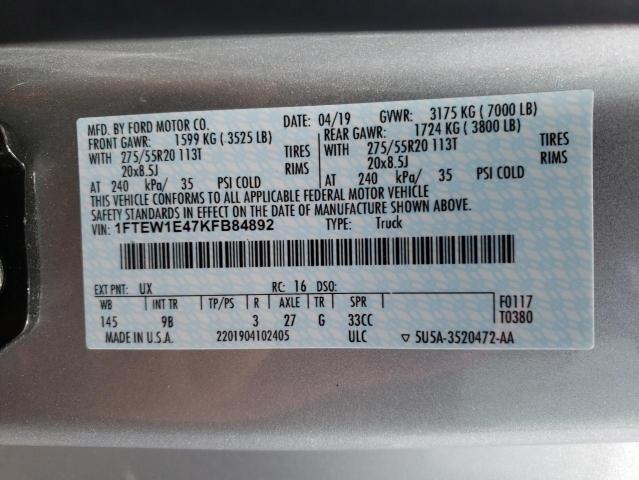 MFD. BY FORD MOTOR CO. DATE: 04/19 GVWR: 3175 KG ( 7000 LB)
FRONT GAWR: 1599 KG ( 3525 LB) REAR GAWR: 1724 KG ( 3800 LB)
WITH 275/55R20 113T TIRES WITH 275/55R20 113T TIRES
20x8.5J RIMS 20x8.5J RIMS
AT 240 kPa/ 35 PSI COLD AT 240 kPa/ 35 PSI COLD
THIS VEHICLE CONFORMS TO ALL APPLICABLE FEDERAL MOTOR VEHICLE
SAFETY STANDARDS IN EFFECT ON THE DATE OF MANUFACTURE SHOWN ABOVE.
VIN: 1FTEW1E47KFB84892 TYPE: Truck
EXT PNT: UX RC: 16 DSO:
WB INT TR TP/PS R AXLE TR SPR F0117
145 9B 3 27 G 33CC T0380
MADE IN U.S.A. 2201904102405 ULC ▽ 5U5A-3520472-AA